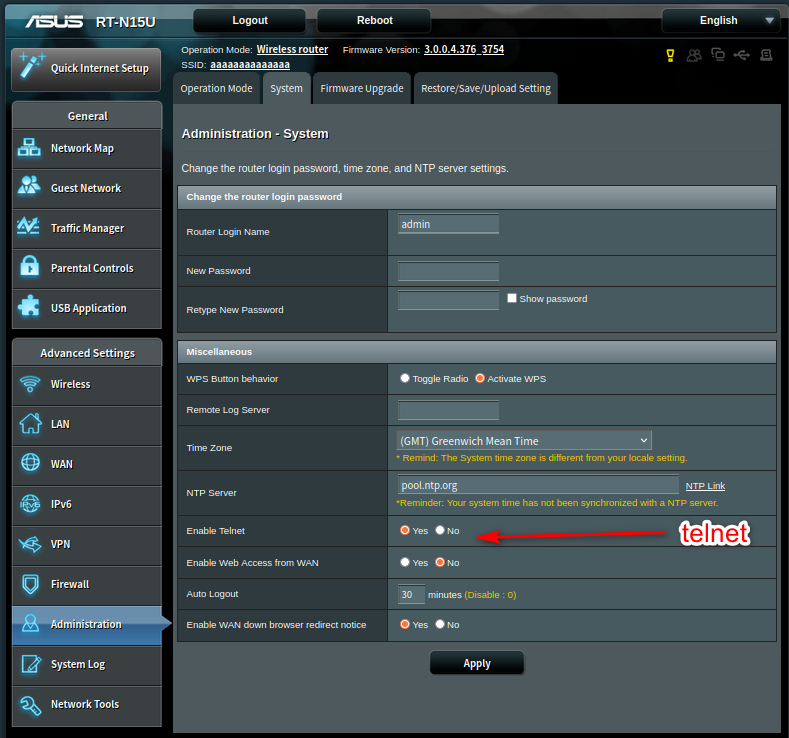 ASUS RT-N15U Logout Reboot English
Operation Mode: Wireless router Firmware Version: 3.0.0.4.376_3754
SSID: aaaaaaaaaaaaaa
Quick Internet Setup
General
Network Map
Guest Network
Traffic Manager
Parental Controls
USB Application
Advanced Settings
Wireless
LAN
WAN
IPv6
VPN
Firewall
Administration
System Log
Network Tools
Operation Mode System Firmware Upgrade Restore/Save/Upload Setting
Administration - System
Change the router login password, time zone, and NTP server settings.
Change the router login password
Router Login Name admin
New Password
Retype New Password Show password
Miscellaneous
WPS Button behavior Toggle Radio Activate WPS
Remote Log Server
Time Zone (GMT) Greenwich Mean Time
* Remind: The System time zone is different from your locale setting.
NTP Server pool.ntp.org NTP Link
*Reminder: Your system time has not been synchronized with a NTP server.
Enable Telnet Yes No telnet
Enable Web Access from WAN Yes No
Auto Logout 30 minutes (Disable : 0)
Enable WAN down browser redirect notice Yes No
Apply